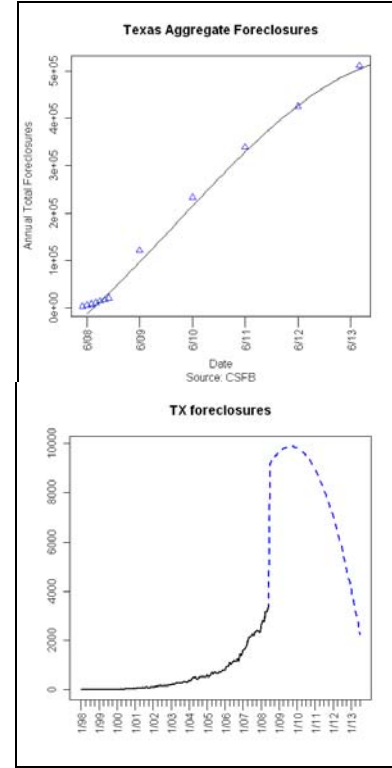 Texas Aggregate Foreclosures
Annual Total Foreclosures
5e+05
4e+05
3e+05
2e+05
1e+05
0e+00
6/08
6/09
6/10
6/11
6/12
6/13
Date
Source: CSFB
TX foreclosures
10000
8000
6000
4000
2000
0
1/98
1/99
1/00
1/01
1/02
1/03
1/04
1/05
1/06
1/07
1/08
1/09
1/10
1/11
1/12
1/13